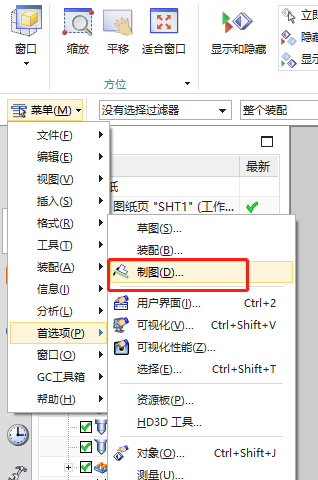 窗口
缩放
平移
适合窗口
显示和隐藏
立即
隐藏
显示
方位
菜单(M)
没有选择过滤器
整个装配
文件(F)
最新
编辑(E)
视图(V)
纸
插入(S)
图纸页 "SHT1" (工作...
格式(R)
草图(S)...
工具(T)
装配(B)...
装配(A)
制图(D)...
信息(I)
用户界面(I)... Ctrl+2
分析(L)
可视化(V)... Ctrl+Shift+V
首选项(P)
可视化性能(Z)...
窗口(O)
选择(E)... Ctrl+Shift+T
GC工具箱
资源板(P)...
帮助(H)
HD3D 工具...
对象(O)... Ctrl+Shift+J
测量(U)...